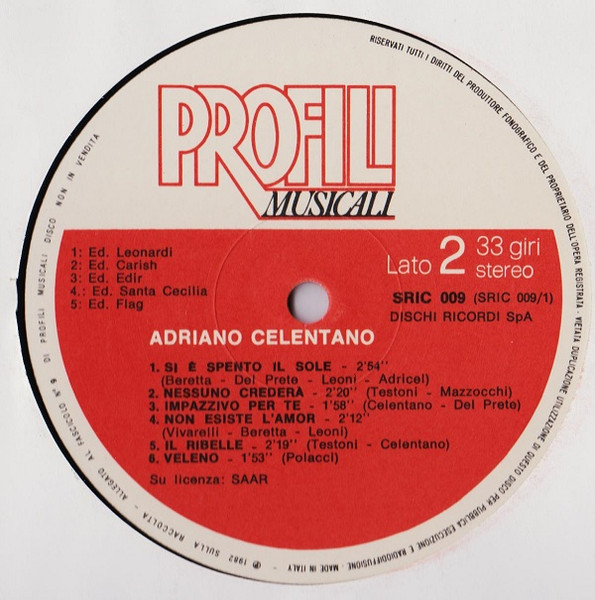 PROFILI
MUSICALI
1: Ed. Leonardi
2: Ed. Carish
3: Ed. Edir
4.: Ed. Santa Cecilia
5: Ed. Flag
Lato 2 33 giri
stereo
SRIC 009 (SRIC 009/1)
DISCHI RICORDI SpA
ADRIANO CELENTANO
1. SI È SPENTO IL SOLE - 2'54''
(Beretta - Del Prete - Leoni - Adricel)
2. NESSUNO CREDERÀ - 2'20'' (Testoni - Mazzocchi)
3. IMPAZZIVO PER TE - 1'58'' (Celentano - Del Prete)
4. NON ESISTE L'AMOR - 2'12''
(Vivarelli - Beretta - Leoni)
5. IL RIBELLE - 2'19'' (Testoni - Celentano)
6. VELENO - 1'53'' (Polacci)
Su licenza: SAAR
RISERVATI TUTTI I DIRITTI DEL PRODUTTORE FONOGRAFICO E DEL PROPRIETARIO DELL'OPERA REGISTRATA - VIETATA DUPLICAZIONE UTILIZZAZIONE DI QUESTO DISCO PER PUBBLICA ESECUZIONE E RADIODIFFUSIONE - MADE IN ITALY -
℗ 1982 SULLA RACCOLTA - ALLEGATO AL FASCICOLO N° 9 DI PROFILI MUSICALI DISCO NON IN VENDITA